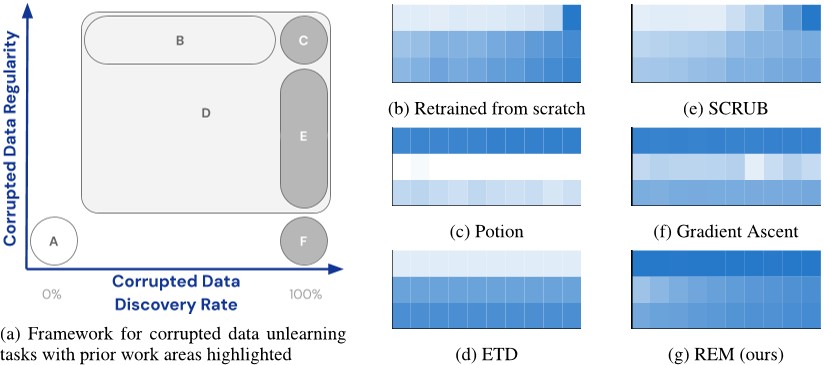 Corrupted Data Regularity
B
C
D
E
A
F
0%
Corrupted Data
Discovery Rate
100%
(a) Framework for corrupted data unlearning
tasks with prior work areas highlighted
(b) Retrained from scratch
(e) SCRUB
(c) Potion
(f) Gradient Ascent
(d) ETD
(g) REM (ours)